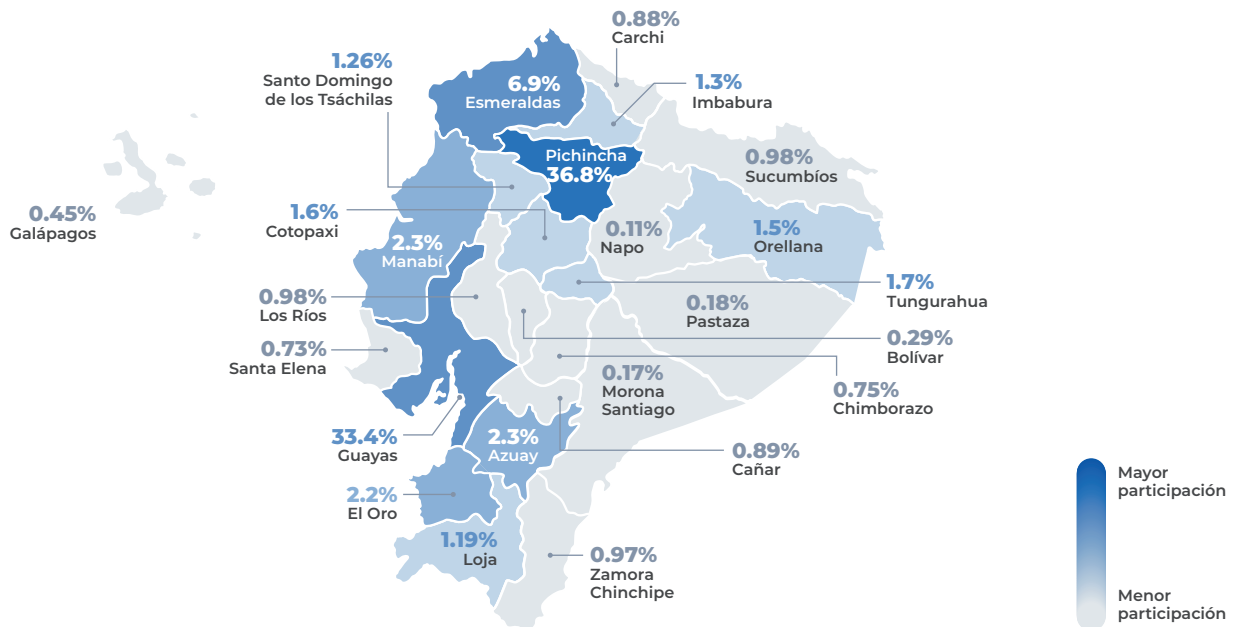 0.88%
Carchi
1.26%
Santo Domingo
de los Tsáchilas
6.9%
Esmeraldas
1.3%
Imbabura
Pichincha
36.8%
0.98%
Sucumbíos
0.45%
Galápagos
1.6%
Cotopaxi
0.11%
Napo
1.5%
Orellana
2.3%
Manabí
1.7%
Tungurahua
0.98%
Los Ríos
0.18%
Pastaza
0.29%
Bolívar
0.73%
Santa Elena
0.17%
Morona
Santiago
0.75%
Chimborazo
33.4%
Guayas
2.3%
Azuay
0.89%
Cañar
2.2%
El Oro
1.19%
Loja
0.97%
Zamora
Chinchipe
Mayor
participación
Menor
participación